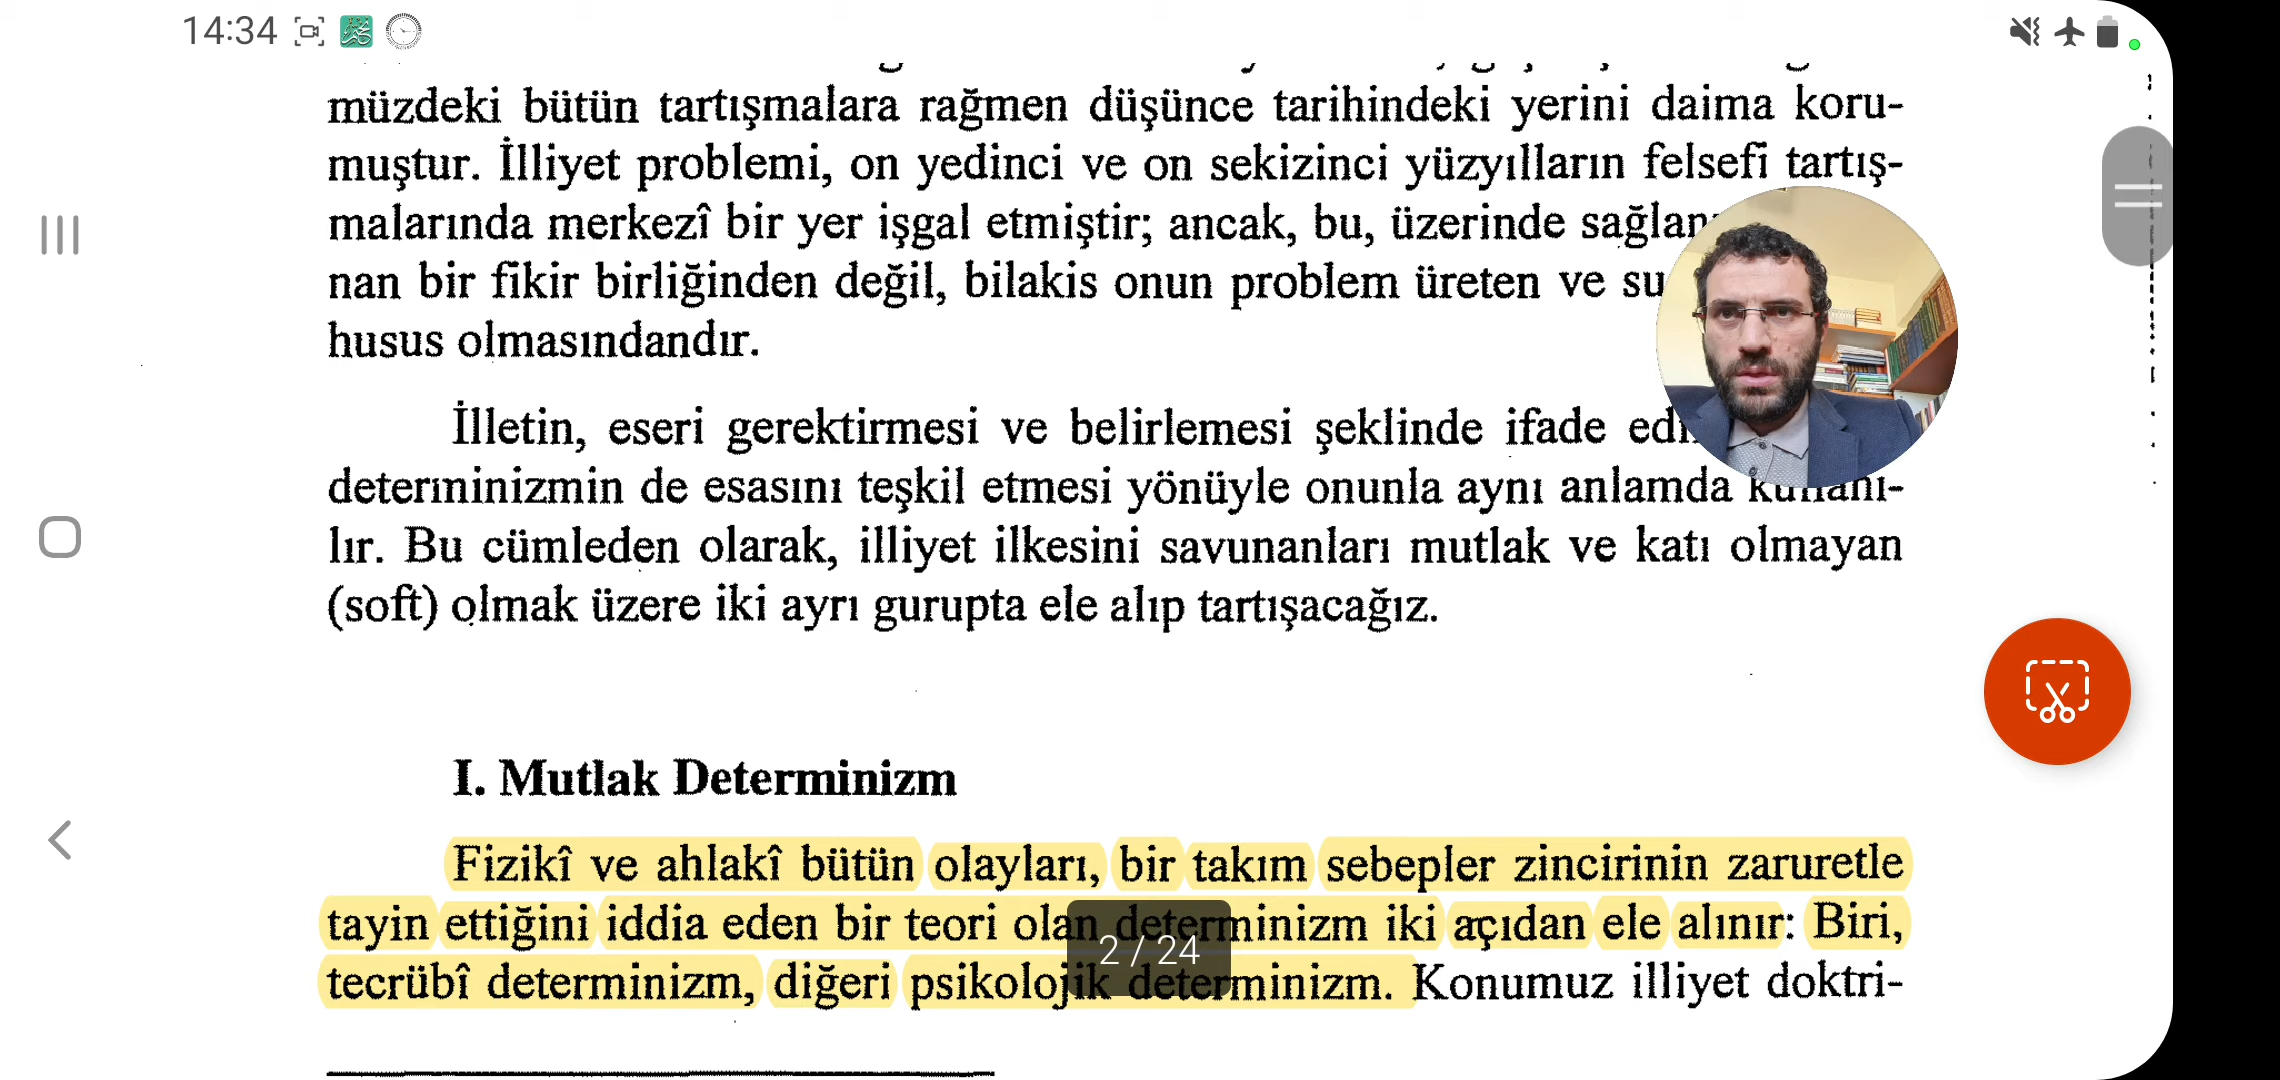 14:34
müzdeki bütün tartışmalara rağmen düşünce tarihindeki yerini daima koru-
muştur. İlliyet problemi, on yedinci ve on sekizinci yüzyılların felsefi tartış-
malarında merkezî bir yer işgal etmiştir; ancak, bu, üzerinde
nan bir fikir birliğinden değil, bilakis onun problem üreten ve
husus olmasındandır.
İlletin, eseri gerektirmesi ve belirlemesi şeklinde ifade
determinizmin de esasını teşkil etmesi yönüyle onunla aynı anlamda
lır. Bu cümleden olarak, illiyet ilkesini savunanları mutlak ve katı olmayan
(soft) olmak üzere iki ayrı gurupta ele alıp tartışacağız.
I. Mutlak Determinizm
Fizikî ve ahlakî bütün olayları, bir takım sebepler zincirinin zaruretle
tayin ettiğini iddia eden bir teori olan determinizm iki açıdan ele alınır: Biri,
2 / 24
tecrübî determinizm, diğeri psikolojik determinizm. Konumuz illiyet doktri-